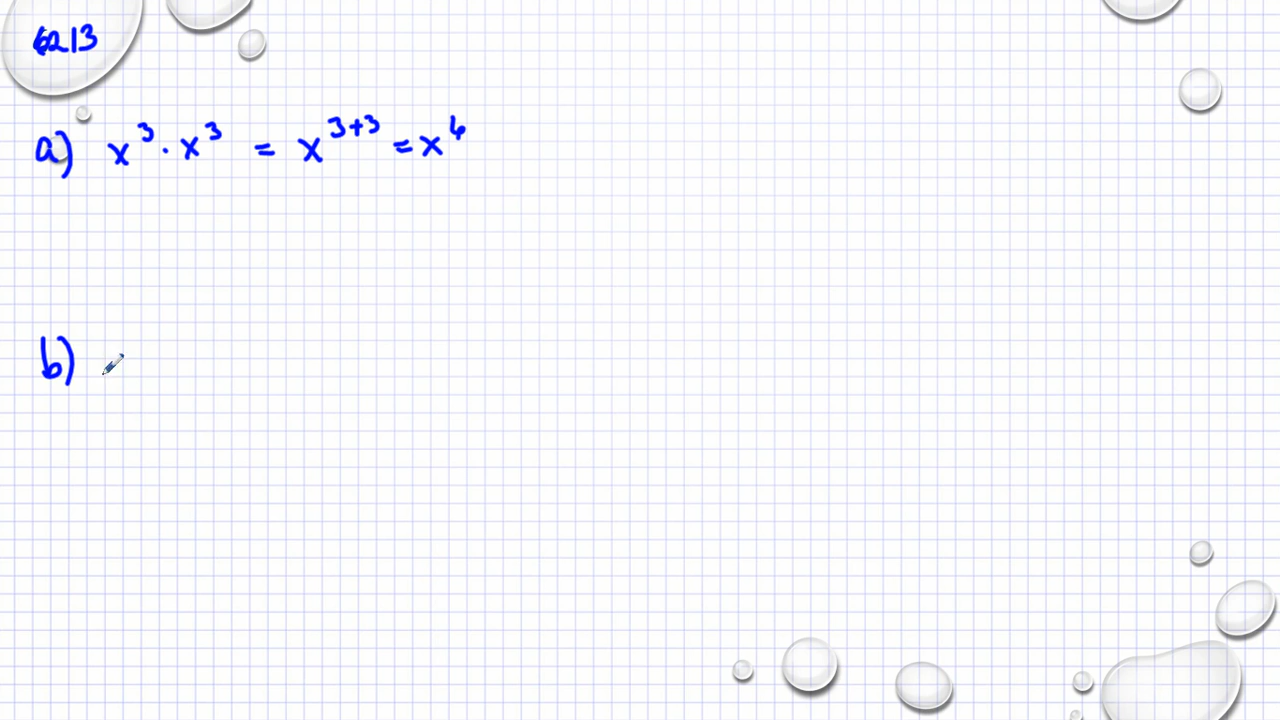 6213
a) x³ · x³ = x³⁺³ = x⁶
b)